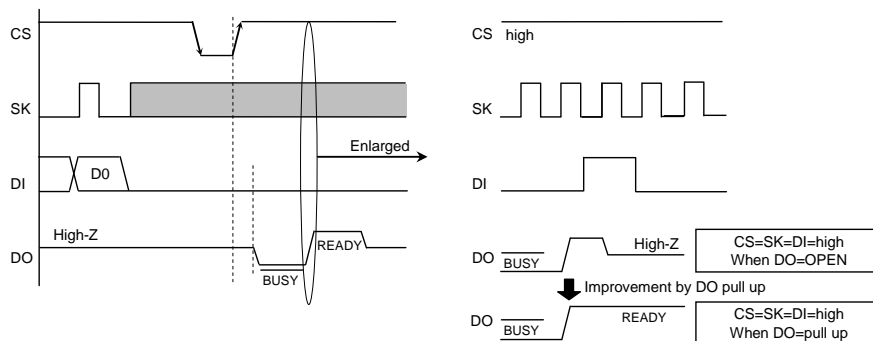 CS
SK
DI
D0
DO
High-Z
BUSY
READY
Enlarged
CS
high
SK
DI
DO
BUSY
High-Z
CS=SK=DI=high
When DO=OPEN
Improvement by DO pull up
DO
BUSY
READY
CS=SK=DI=high
When DO=pull up